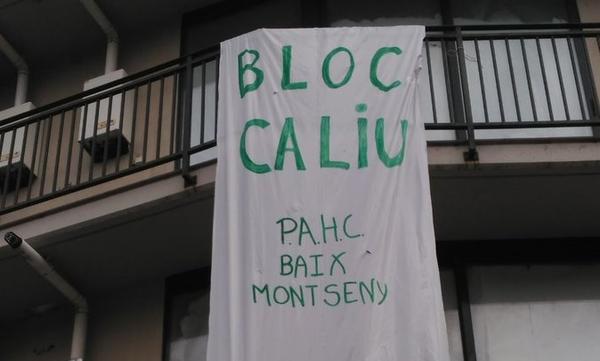 BLOC
CALiU
P.A.H.C.
BAIX
MONTSENY